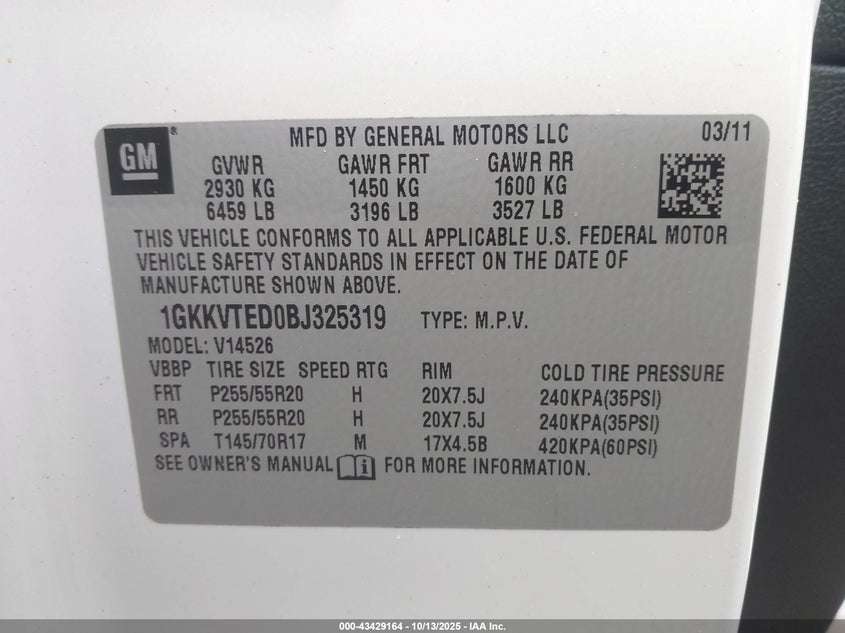 GM ® MFD BY GENERAL MOTORS LLC 03/11
GVWR GAWR FRT GAWR RR
2930 KG 1450 KG 1600 KG
6459 LB 3196 LB 3527 LB
THIS VEHICLE CONFORMS TO ALL APPLICABLE U.S. FEDERAL MOTOR
VEHICLE SAFETY STANDARDS IN EFFECT ON THE DATE OF
MANUFACTURE SHOWN ABOVE.
1GKKVTED0BJ325319 TYPE: M.P.V.
MODEL: V14526
VBBP TIRE SIZE SPEED RTG RIM COLD TIRE PRESSURE
FRT P255/55R20 H 20X7.5J 240KPA(35PSI)
RR P255/55R20 H 20X7.5J 240KPA(35PSI)
SPA T145/70R17 M 17X4.5B 420KPA(60PSI)
SEE OWNER'S MANUAL i FOR MORE INFORMATION.
000-43429164 - 10/13/2025 - IAA Inc.